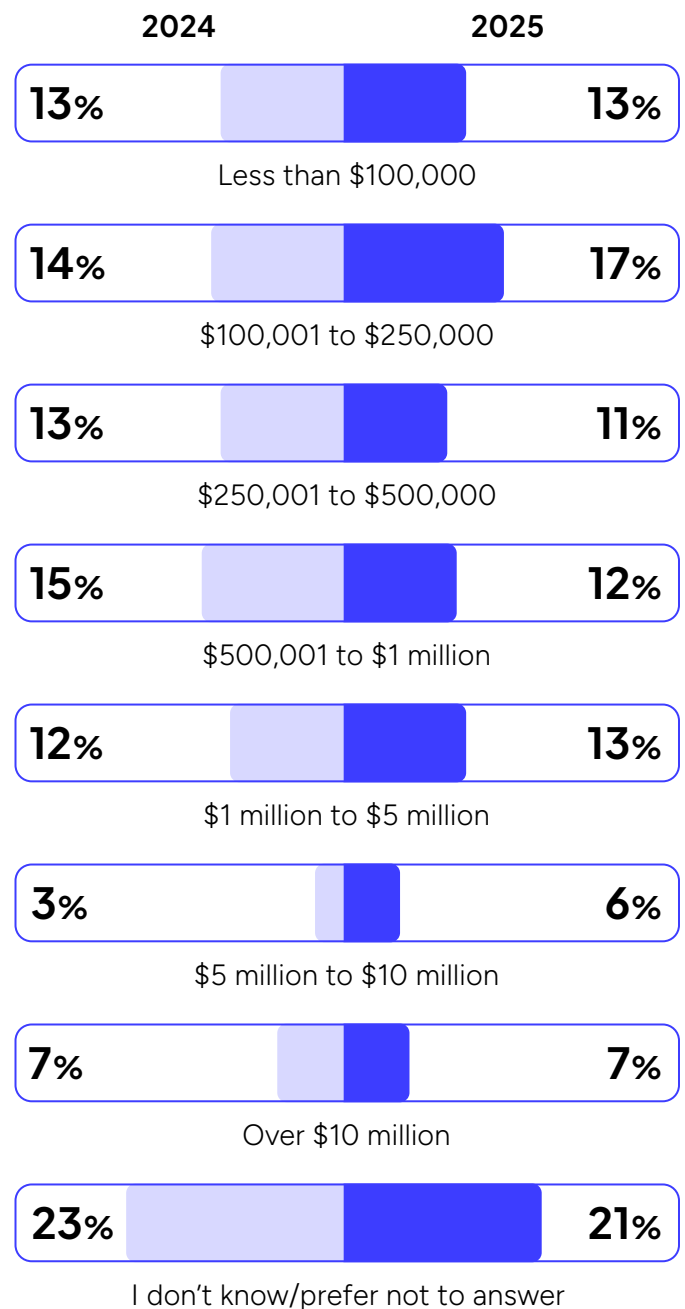 2024 2025
13% 13%
Less than $100,000
14% 17%
$100,001 to $250,000
13% 11%
$250,001 to $500,000
15% 12%
$500,001 to $1 million
12% 13%
$1 million to $5 million
3% 6%
$5 million to $10 million
7% 7%
Over $10 million
23% 21%
I don’t know/prefer not to answer